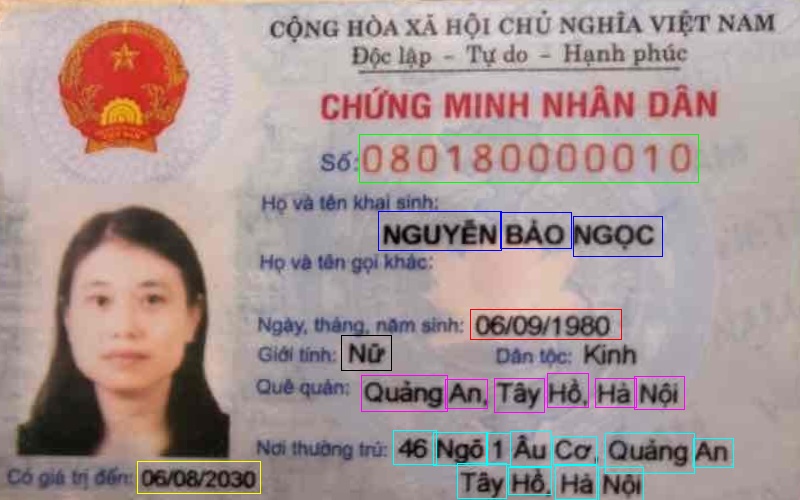 CỘNG HÒA XÃ HỘI CHỦ NGHĨA VIỆT NAM
Độc lập - Tự do - Hạnh phúc
CHỨNG MINH NHÂN DÂN
Số: 080180000010
Họ và tên khai sinh:
NGUYỄN BẢO NGỌC
Họ và tên gọi khác:
Ngày, tháng, năm sinh: 06/09/1980
Giới tính: Nữ Dân tộc: Kinh
Quê quán: Quảng An, Tây Hồ, Hà Nội
Nơi thường trú: 46 Ngõ 1 Âu Cơ, Quảng An
Tây Hồ, Hà Nội
Có giá trị đến: 06/08/2030